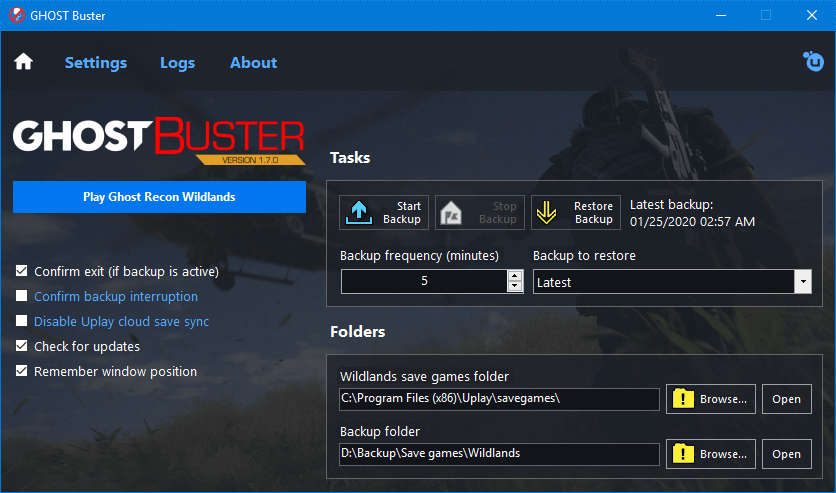 GHOST Buster
Settings
Logs
About
GHOST BUSTER
VERSION 1.7.0
Play Ghost Recon Wildlands
Confirm exit (if backup is active)
Confirm backup interruption
Disable Uplay cloud save sync
Check for updates
Remember window position
Tasks
Start
Backup
Stop
Backup
Restore
Backup
Latest backup:
01/25/2020 02:57 AM
Backup frequency (minutes)
5
Backup to restore
Latest
Folders
Wildlands save games folder
C:\Program Files (x86)\Uplay\savegames\
Browse...
Open
Backup folder
D:\Backup\Save games\Wildlands
Browse...
Open